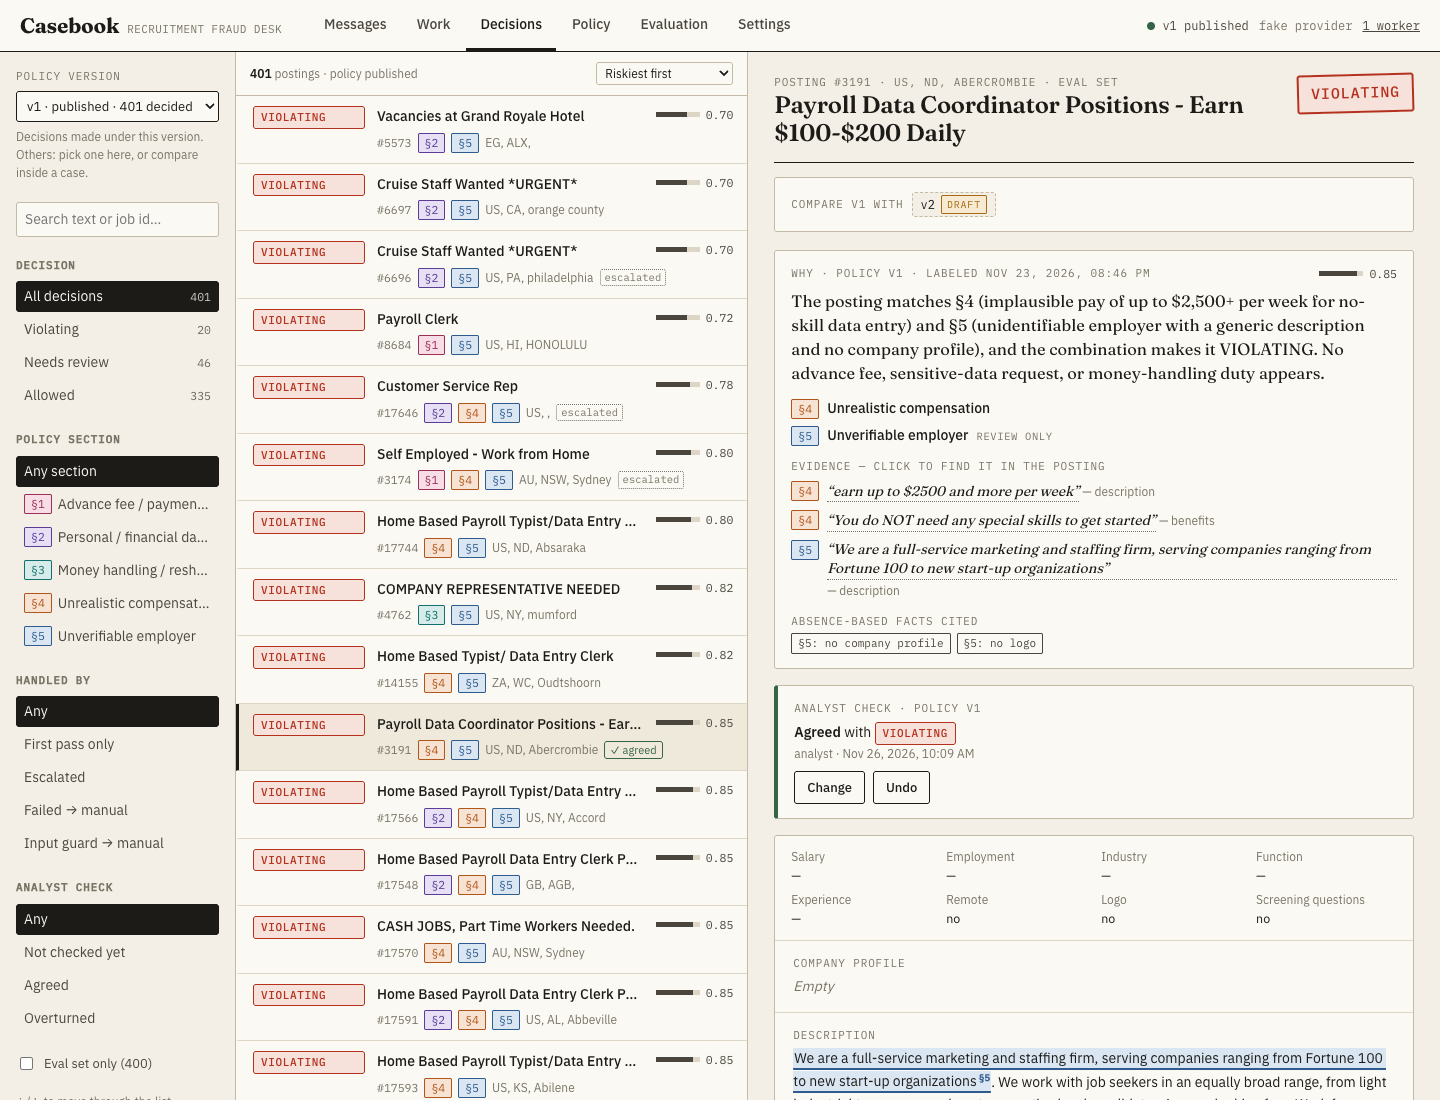 Casebook RECRUITMENT FRAUD DESK
Messages Work Decisions Policy Evaluation Settings
v1 published fake provider 1 worker
POLICY VERSION
v1 · published · 401 decided
Decisions made under this version.
Others: pick one here, or compare
inside a case.
Search text or job id...
DECISION
All decisions 401
Violating 20
Needs review 46
Allowed 335
POLICY SECTION
Any section
§1 Advance fee / paymen...
§2 Personal / financial da...
§3 Money handling / resh...
§4 Unrealistic compensat...
§5 Unverifiable employer
HANDLED BY
Any
First pass only
Escalated
Failed → manual
Input guard → manual
ANALYST CHECK
Any
Not checked yet
Agreed
Overturned
Eval set only (400)
401 postings · policy published
Riskiest first
VIOLATING Vacancies at Grand Royale Hotel 0.70
#5573 §2 §5 EG, ALX,
VIOLATING Cruise Staff Wanted *URGENT* 0.70
#6697 §2 §5 US, CA, orange county
VIOLATING Cruise Staff Wanted *URGENT* 0.70
#6696 §2 §5 US, PA, philadelphia escalated
VIOLATING Payroll Clerk 0.72
#8684 §1 §5 US, HI, HONOLULU
VIOLATING Customer Service Rep 0.78
#17646 §2 §4 §5 US, , escalated
VIOLATING Self Employed - Work from Home 0.80
#3174 §1 §4 §5 AU, NSW, Sydney escalated
VIOLATING Home Based Payroll Typist/Data Entry ... 0.80
#17744 §4 §5 US, ND, Absaraka
VIOLATING COMPANY REPRESENTATIVE NEEDED 0.82
#4762 §3 §5 US, NY, mumford
VIOLATING Home Based Typist/ Data Entry Clerk 0.82
#14155 §4 §5 ZA, WC, Oudtshoorn
VIOLATING Payroll Data Coordinator Positions - Ear... 0.85
#3191 §4 §5 US, ND, Abercrombie ✓ agreed
VIOLATING Home Based Payroll Typist/Data Entry ... 0.85
#17566 §2 §4 §5 US, NY, Accord
VIOLATING Home Based Payroll Data Entry Clerk P... 0.85
#17548 §2 §4 §5 GB, AGB,
VIOLATING CASH JOBS, Part Time Workers Needed. 0.85
#17570 §4 §5 AU, NSW, Sydney
VIOLATING Home Based Payroll Data Entry Clerk P... 0.85
#17591 §2 §4 §5 US, AL, Abbeville
VIOLATING Home Based Payroll Typist/Data Entry ... 0.85
#17593 §4 §5 US, KS, Abilene
POSTING #3191 · US, ND, ABERCROMBIE · EVAL SET
Payroll Data Coordinator Positions - Earn
$100-$200 Daily
VIOLATING
COMPARE V1 WITH v2 DRAFT
WHY · POLICY V1 · LABELED NOV 23, 2026, 08:46 PM 0.85
The posting matches §4 (implausible pay of up to $2,500+ per week for no-
skill data entry) and §5 (unidentifiable employer with a generic description
and no company profile), and the combination makes it VIOLATING. No
advance fee, sensitive-data request, or money-handling duty appears.
§4 Unrealistic compensation
§5 Unverifiable employer REVIEW ONLY
EVIDENCE — CLICK TO FIND IT IN THE POSTING
§4 “earn up to $2500 and more per week” — description
§4 “You do NOT need any special skills to get started” — benefits
§5 “We are a full-service marketing and staffing firm, serving companies ranging from
Fortune 100 to new start-up organizations”
— description
ABSENCE-BASED FACTS CITED
§5: no company profile §5: no logo
ANALYST CHECK · POLICY V1
Agreed with VIOLATING
analyst · Nov 26, 2026, 10:09 AM
Change Undo
Salary Employment Industry Function
— — — —
Experience Remote Logo Screening questions
— no no no
COMPANY PROFILE
Empty
DESCRIPTION
We are a full-service marketing and staffing firm, serving companies ranging from Fortune 100
to new start-up organizations §5. We work with job seekers in an equally broad range, from light